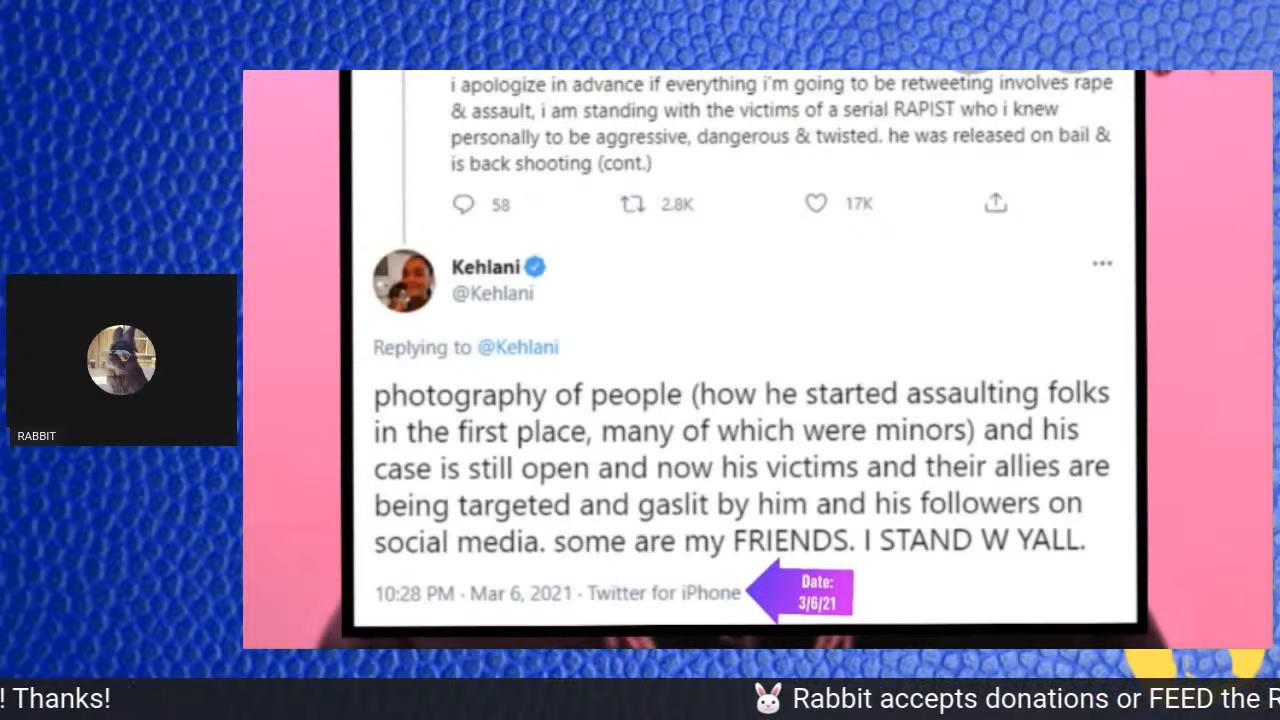 i apologize in advance if everything i'm going to be retweeting involves rape
& assault, i am standing with the victims of a serial RAPIST who i knew
personally to be aggressive, dangerous & twisted. he was released on bail &
is back shooting (cont.)
58 2.8K 17K
Kehlani
@Kehlani
Replying to @Kehlani
photography of people (how he started assaulting folks
in the first place, many of which were minors) and his
case is still open and now his victims and their allies are
being targeted and gaslit by him and his followers on
social media. some are my FRIENDS. I STAND W YALL.
10:28 PM · Mar 6, 2021 · Twitter for iPhone
Date:
3/6/21
RABBIT
! Thanks! 🐰 Rabbit accepts donations or FEED the R